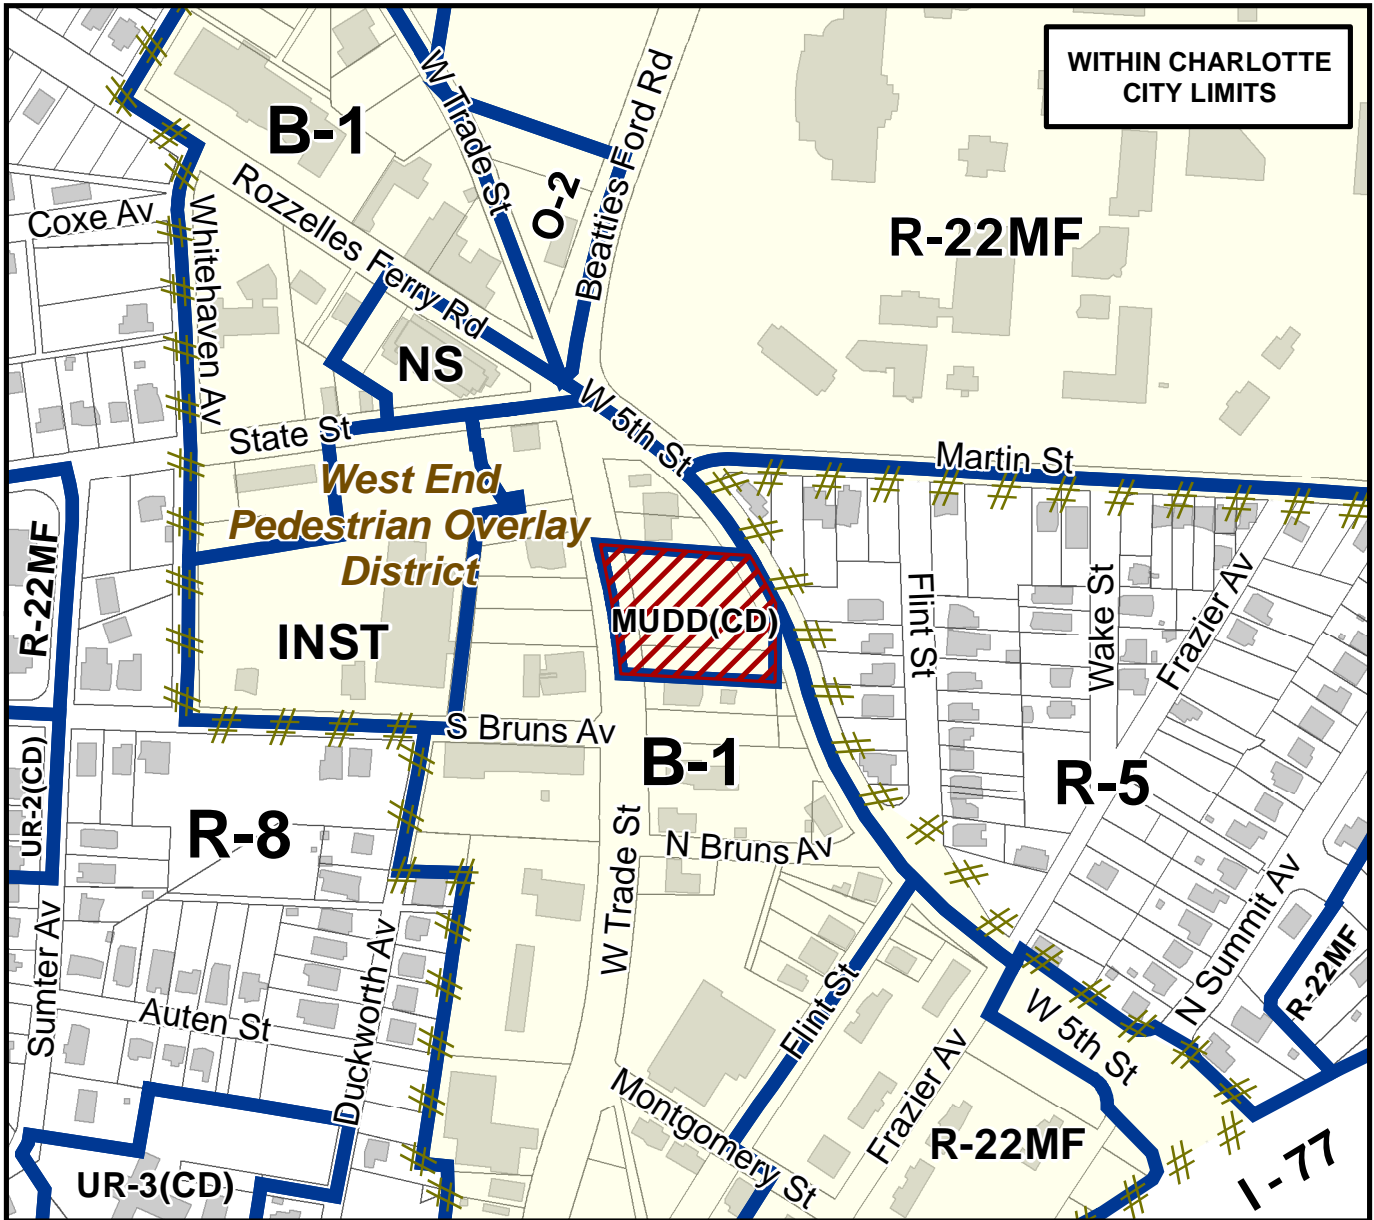 WITHIN CHARLOTTE
CITY LIMITS
B-1
W Trade St
O-2
Beatties Ford Rd
R-22MF
Coxe Av
Whitehaven Av
Rozzelles Ferry Rd
NS
W 5th St
State St
Martin St
West End
Pedestrian Overlay
District
R-22MF
MUDD(CD)
Flint St
Wake St
Frazier Av
INST
S Bruns Av
B-1
R-5
UR-2(CD)
R-8
W Trade St
N Bruns Av
Sumter Av
Auten St
Duckworth Av
Flint St
N Summit Av
R-22MF
W 5th St
Montgomery St
Frazier Av
R-22MF
UR-3(CD)
I - 77